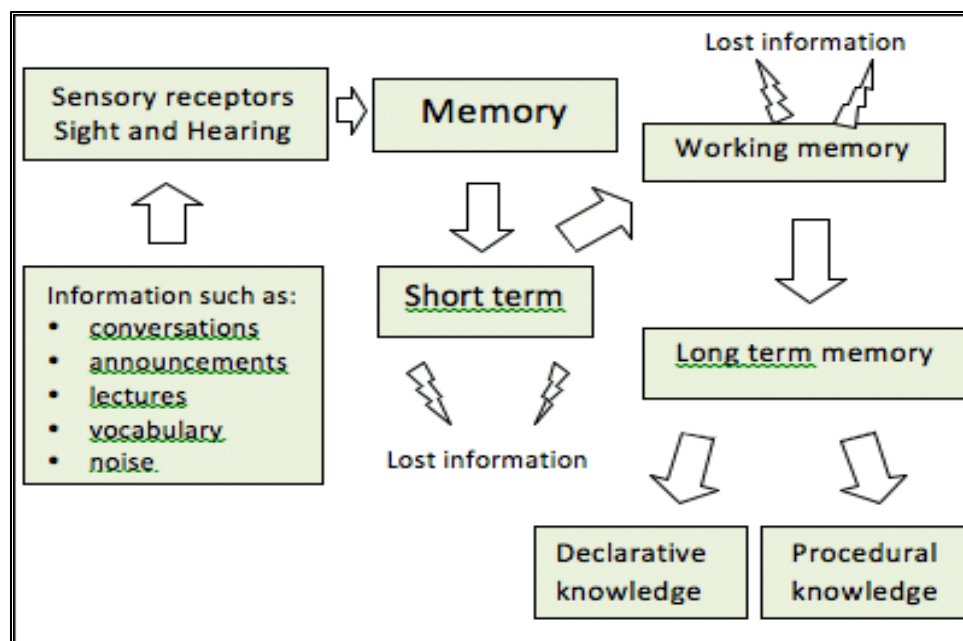 Lost information
Sensory receptors
Sight and Hearing
Memory
Working memory
Information such as:
• conversations
• announcements
• lectures
• vocabulary
• noise
Short term
Long term memory
Lost information
Declarative
knowledge
Procedural
knowledge